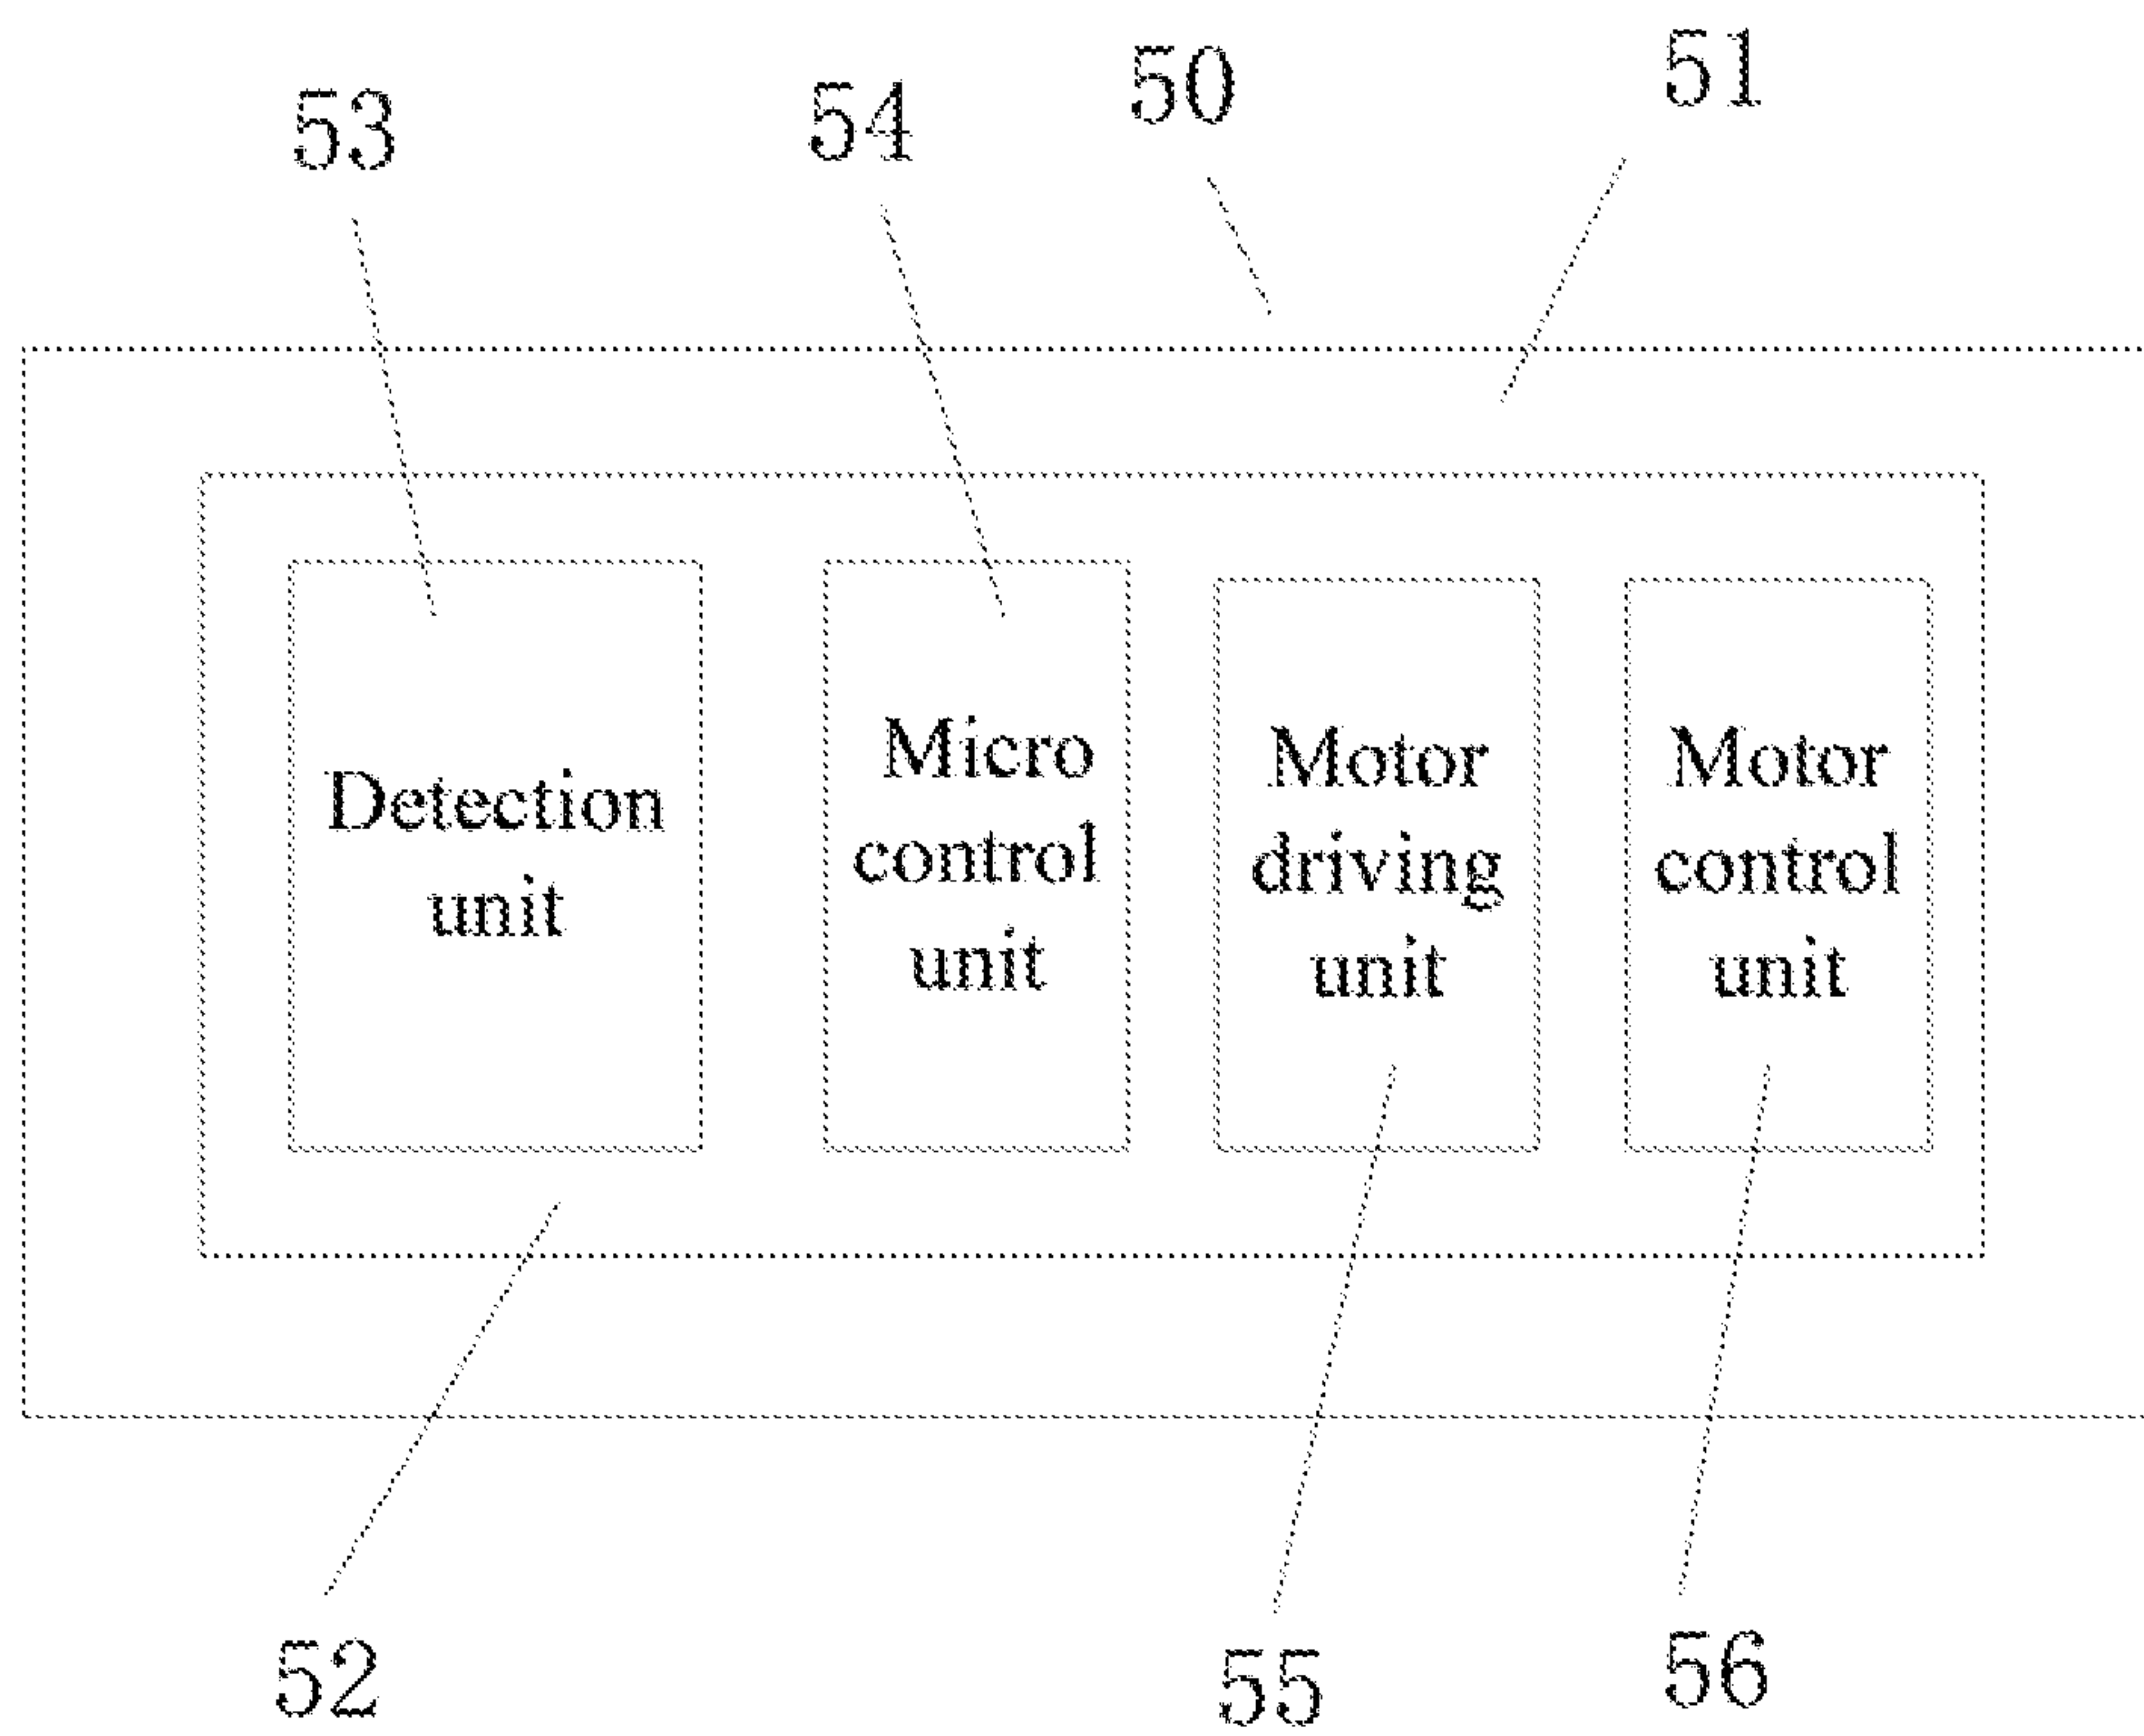 53
54
50
51
Detection
unit
Micro
control
unit
Motor
driving
unit
Motor
control
unit
52
55
56